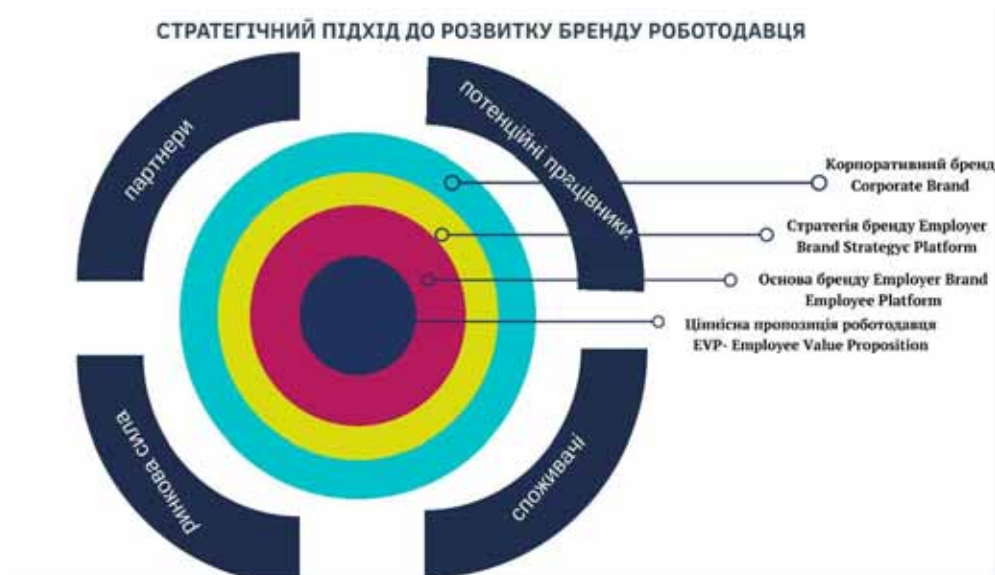 СТРАТЕГІЧНИЙ ПІДХІД ДО РОЗВИТКУ БРЕНДУ РОБОТОДАВЦЯ
партнери
потенційні працівники
Корпоративний бренд
Corporate Brand
Стратегія бренду Employer
Brand Strategyc Platform
Основа бренду Employer Brand
Employee Platform
Ціннісна пропозиція роботодавця
EVP- Employee Value Proposition
ринкова сила
споживачі